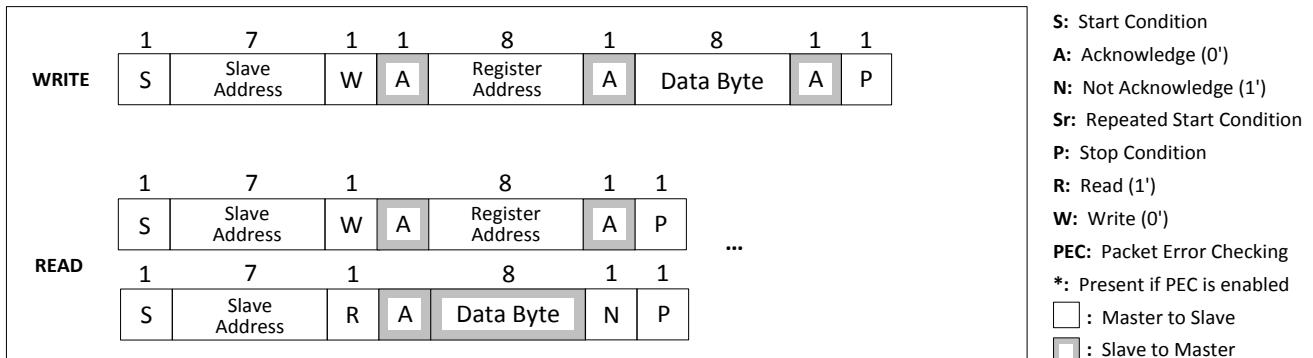 1 7 1 1 8 1 8 1 1
WRITE S Slave Address W A Register Address A Data Byte A P
1 7 1 8 1 1
S Slave Address W A Register Address A P ...
READ
1 7 1 8 1 1
S Slave Address R A Data Byte N P
S: Start Condition
A: Acknowledge (0')
N: Not Acknowledge (1')
Sr: Repeated Start Condition
P: Stop Condition
R: Read (1')
W: Write (0')
PEC: Packet Error Checking
*: Present if PEC is enabled
: Master to Slave
: Slave to Master